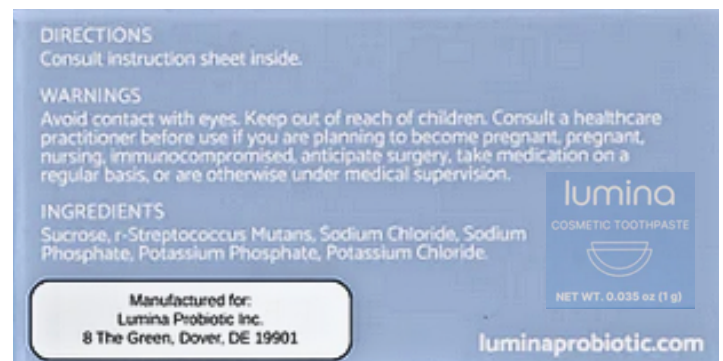 DIRECTIONS
Consult instruction sheet inside.
WARNINGS
Avoid contact with eyes. Keep out of reach of children. Consult a healthcare
practitioner before use if you are planning to become pregnant, pregnant,
nursing, immunocompromised, anticipate surgery, take medication on a
regular basis, or are otherwise under medical supervision.
INGREDIENTS
Sucrose, r-Streptococcus Mutans, Sodium Chloride, Sodium
Phosphate, Potassium Phosphate, Potassium Chloride.
lumina
COSMETIC TOOTHPASTE
NET WT. 0.035 oz (1 g)
Manufactured for:
Lumina Probiotic Inc.
8 The Green, Dover, DE 19901
luminaprobiotic.com